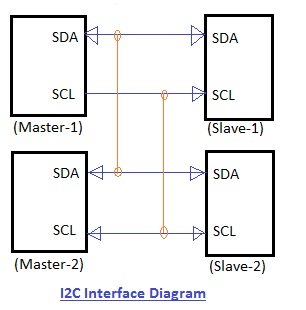 SDA SDA
SCL SCL
(Master-1) (Slave-1)
SDA SDA
SCL SCL
(Master-2) (Slave-2)
I2C Interface Diagram